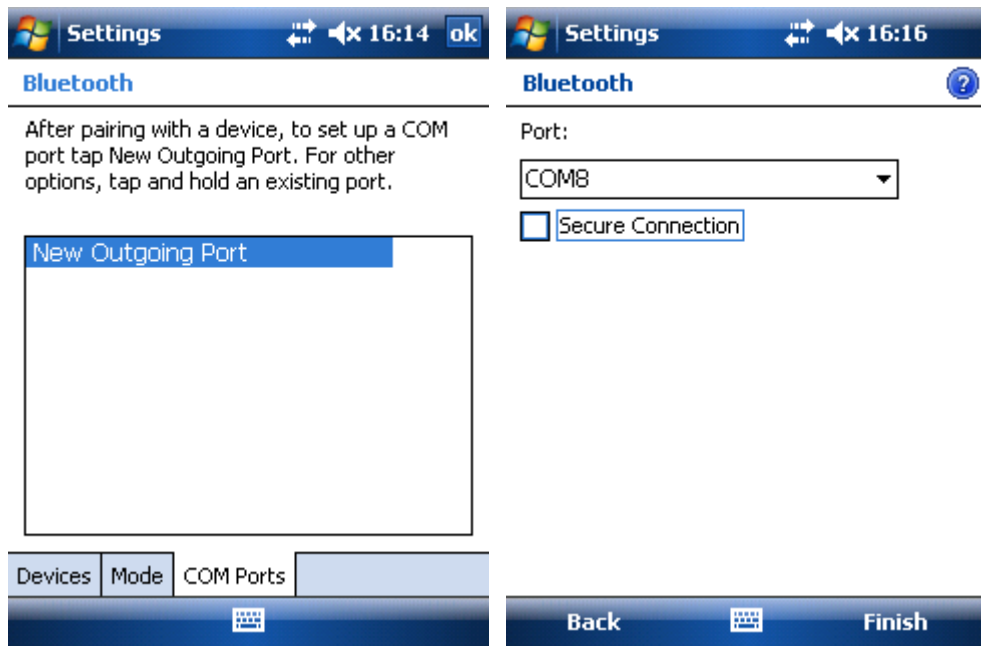 Settings 16:14 ok
Bluetooth
After pairing with a device, to set up a COM
port tap New Outgoing Port. For other
options, tap and hold an existing port.
New Outgoing Port
Devices Mode COM Ports
Settings 16:16
Bluetooth ?
Port:
COM8
Secure Connection
Back Finish